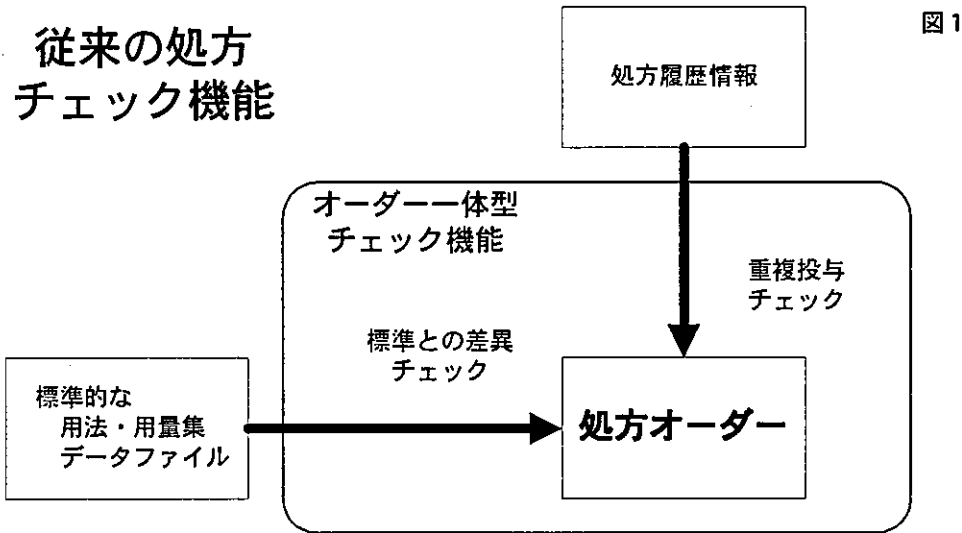 図1
従来の処方
チェック機能
処方履歴情報
オーダー一体型
チェック機能
重複投与
チェック
標準との差異
チェック
標準的な
用法・用量集
データファイル
処方オーダー